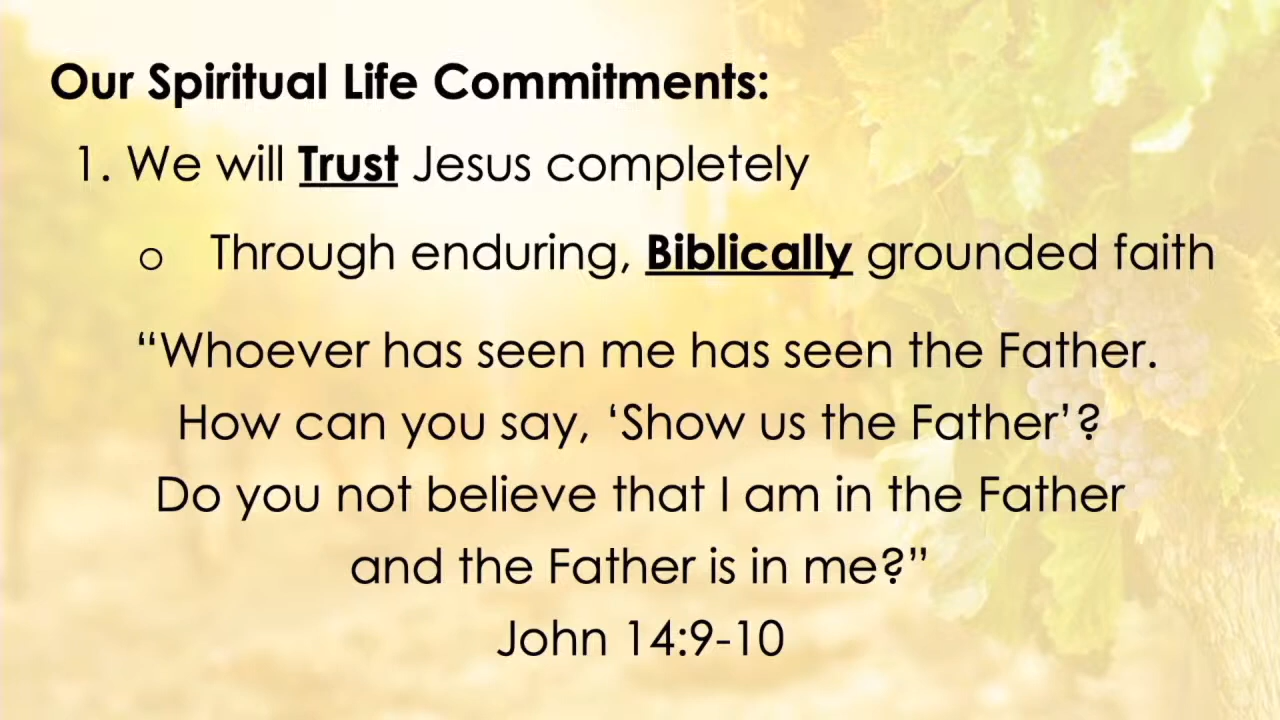 Our Spiritual Life Commitments:
1. We will Trust Jesus completely
o Through enduring, Biblically grounded faith
“Whoever has seen me has seen the Father.
How can you say, ‘Show us the Father’?
Do you not believe that I am in the Father
and the Father is in me?”
John 14:9-10